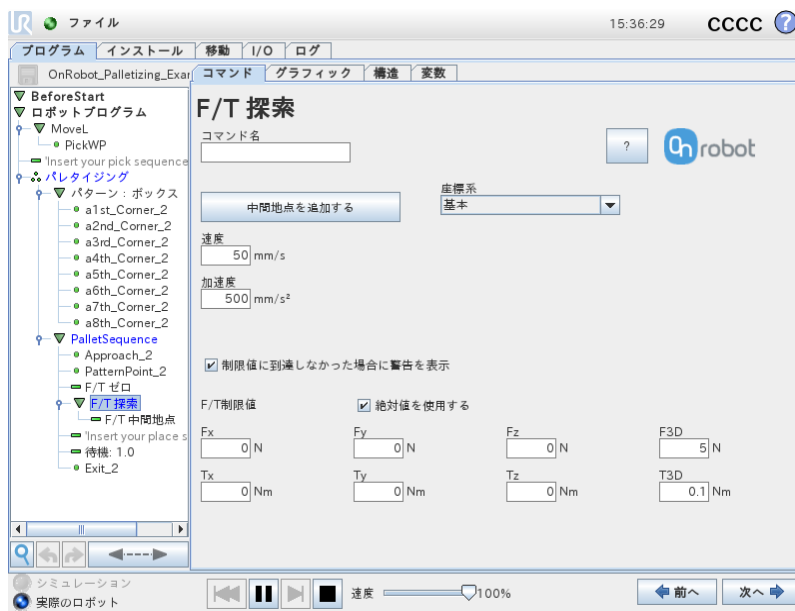 ファイル
15:36:29
CCCC
?
プログラム インストール 移動 I/O ログ
OnRobot_Palletizing_Exar
コマンド グラフィック 構造 変数
BeforeStart
ロボットプログラム
MoveL
PickWP
'Insert your pick sequence
パレタイジング
パターン:ボックス
a1st_Corner_2
a2nd_Corner_2
a3rd_Corner_2
a4th_Corner_2
a5th_Corner_2
a6th_Corner_2
a7th_Corner_2
a8th_Corner_2
PalletSequence
Approach_2
PatternPoint_2
F/T ゼロ
F/T 探索
F/T 中間地点
'Insert your place s
待機: 1.0
Exit_2
F/T 探索
コマンド名
?
On robot
中間地点を追加する
座標系
基本
速度
50 mm/s
加速度
500 mm/s²
制限値に到達しなかった場合に警告を表示
F/T制限値
絶対値を使用する
Fx Fy Fz F3D
0 N 0 N 0 N 5 N
Tx Ty Tz T3D
0 Nm 0 Nm 0 Nm 0.1 Nm
シミュレーション
実際のロボット
速度 100%
前へ
次へ